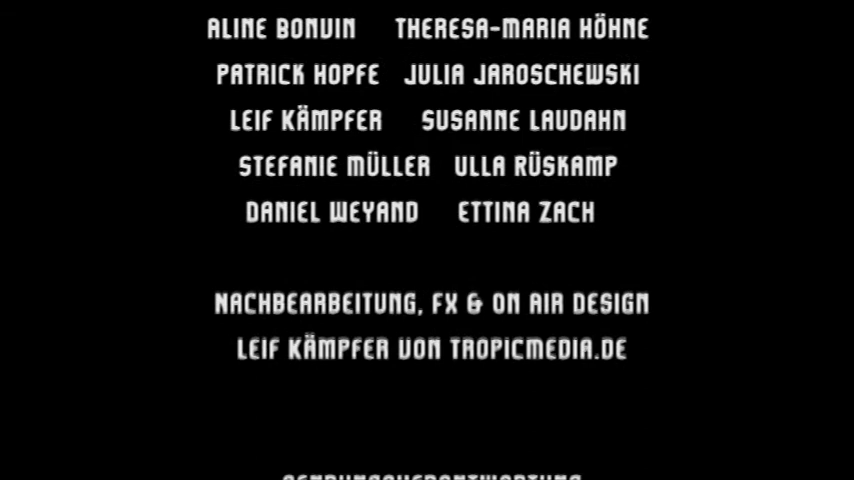 ALINE BONVIN THERESA-MARIA HÖHNE
PATRICK HOPFE JULIA JAROSCHEWSKI
LEIF KÄMPFER SUSANNE LAUDAHN
STEFANIE MÜLLER ULLA RÜSKAMP
DANIEL WEYAND ETTINA ZACH
NACHBEARBEITUNG, FX & ON AIR DESIGN
LEIF KÄMPFER VON TROPICMEDIA.DE